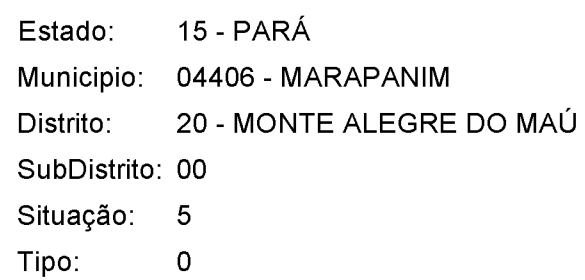 Estado: 15 - PARÁ
Municipio: 04406 - MARAPANIM
Distrito: 20 - MONTE ALEGRE DO MAÚ
SubDistrito: 00
Situação: 5
Tipo: 0